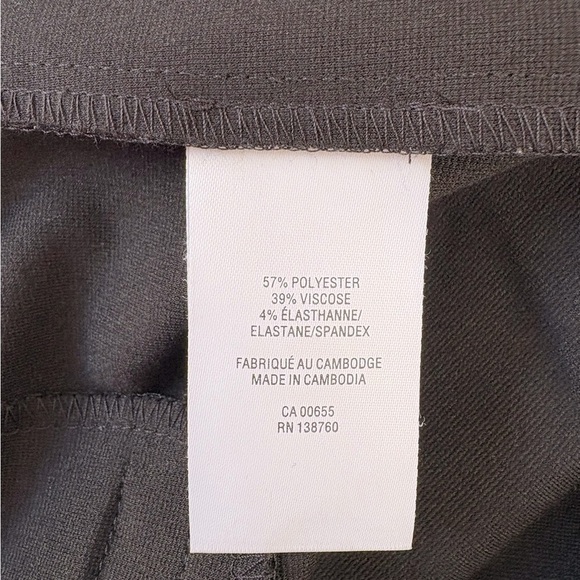 57% POLYESTER
39% VISCOSE
4% ÉLASTHANNE/
ELASTANE/SPANDEX
FABRIQUÉ AU CAMBODGE
MADE IN CAMBODIA
CA 00655
RN 138760